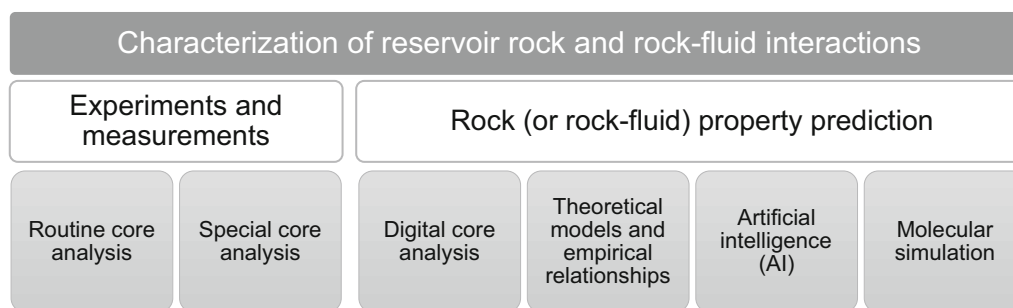 Characterization of reservoir rock and rock-fluid interactions
Experiments and
measurements
Rock (or rock-fluid) property prediction
Routine core
analysis
Special core
analysis
Digital core
analysis
Theoretical
models and
empirical
relationships
Artificial
intelligence
(AI)
Molecular
simulation